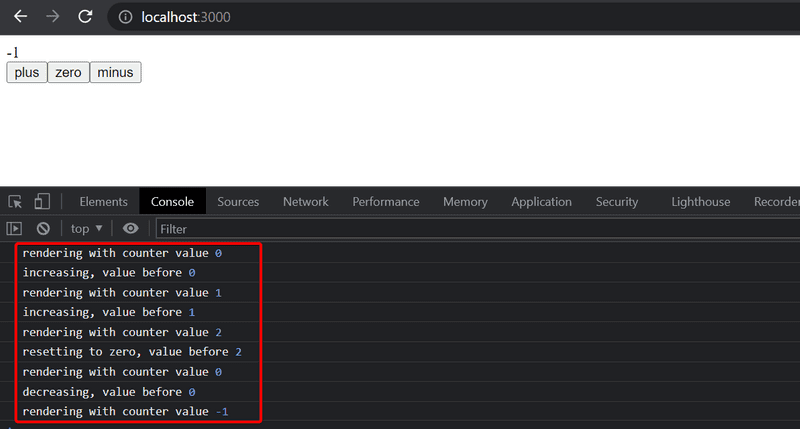 localhost:3000
-1
plus zero minus
Elements Console Sources Network Performance Memory Application Security Lighthouse Recorder
top ▼ Filter
rendering with counter value 0
increasing, value before 0
rendering with counter value 1
increasing, value before 1
rendering with counter value 2
resetting to zero, value before 2
rendering with counter value 0
decreasing, value before 0
rendering with counter value -1